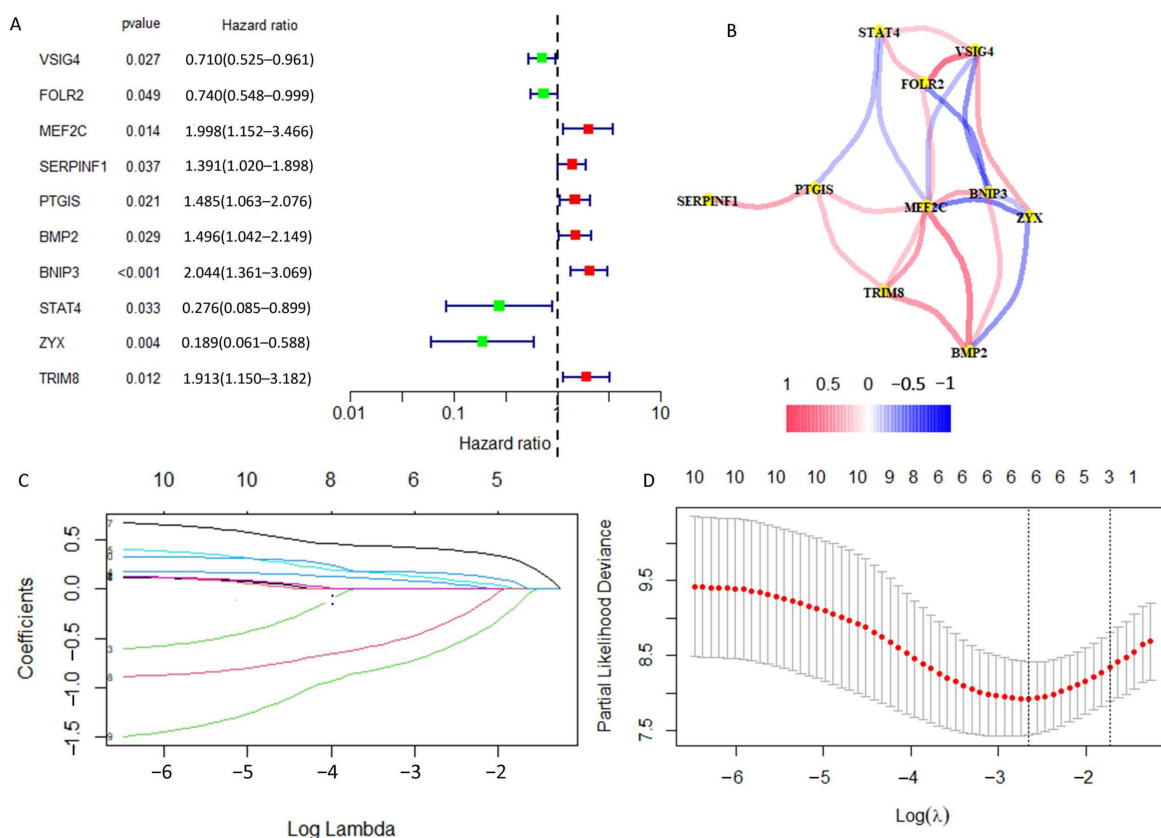 A
pvalue Hazard ratio
VSIG4 0.027 0.710(0.525–0.961)
FOLR2 0.049 0.740(0.548–0.999)
MEF2C 0.014 1.998(1.152–3.466)
SERPINF1 0.037 1.391(1.020–1.898)
PTGIS 0.021 1.485(1.063–2.076)
BMP2 0.029 1.496(1.042–2.149)
BNIP3 <0.001 2.044(1.361–3.069)
STAT4 0.033 0.276(0.085–0.899)
ZYX 0.004 0.189(0.061–0.588)
TRIM8 0.012 1.913(1.150–3.182)
0.01 0.1 1 10
Hazard ratio
B
STAT4
VSIG4
FOLR2
SERPINF1
PTGIS
MEF2C
BNIP3
ZYX
TRIM8
BMP2
1 0.5 0 −0.5 −1
C
10 10 8 6 5
Coefficients
0.5
0.0
−0.5
−1.0
−1.5
7
5
4
3
8
9
−6 −5 −4 −3 −2
Log Lambda
D
10 10 10 10 10 9 8 6 6 6 6 6 5 3 1
Partial Likelihood Deviance
9.5
8.5
7.5
−6 −5 −4 −3 −2
Log(λ)